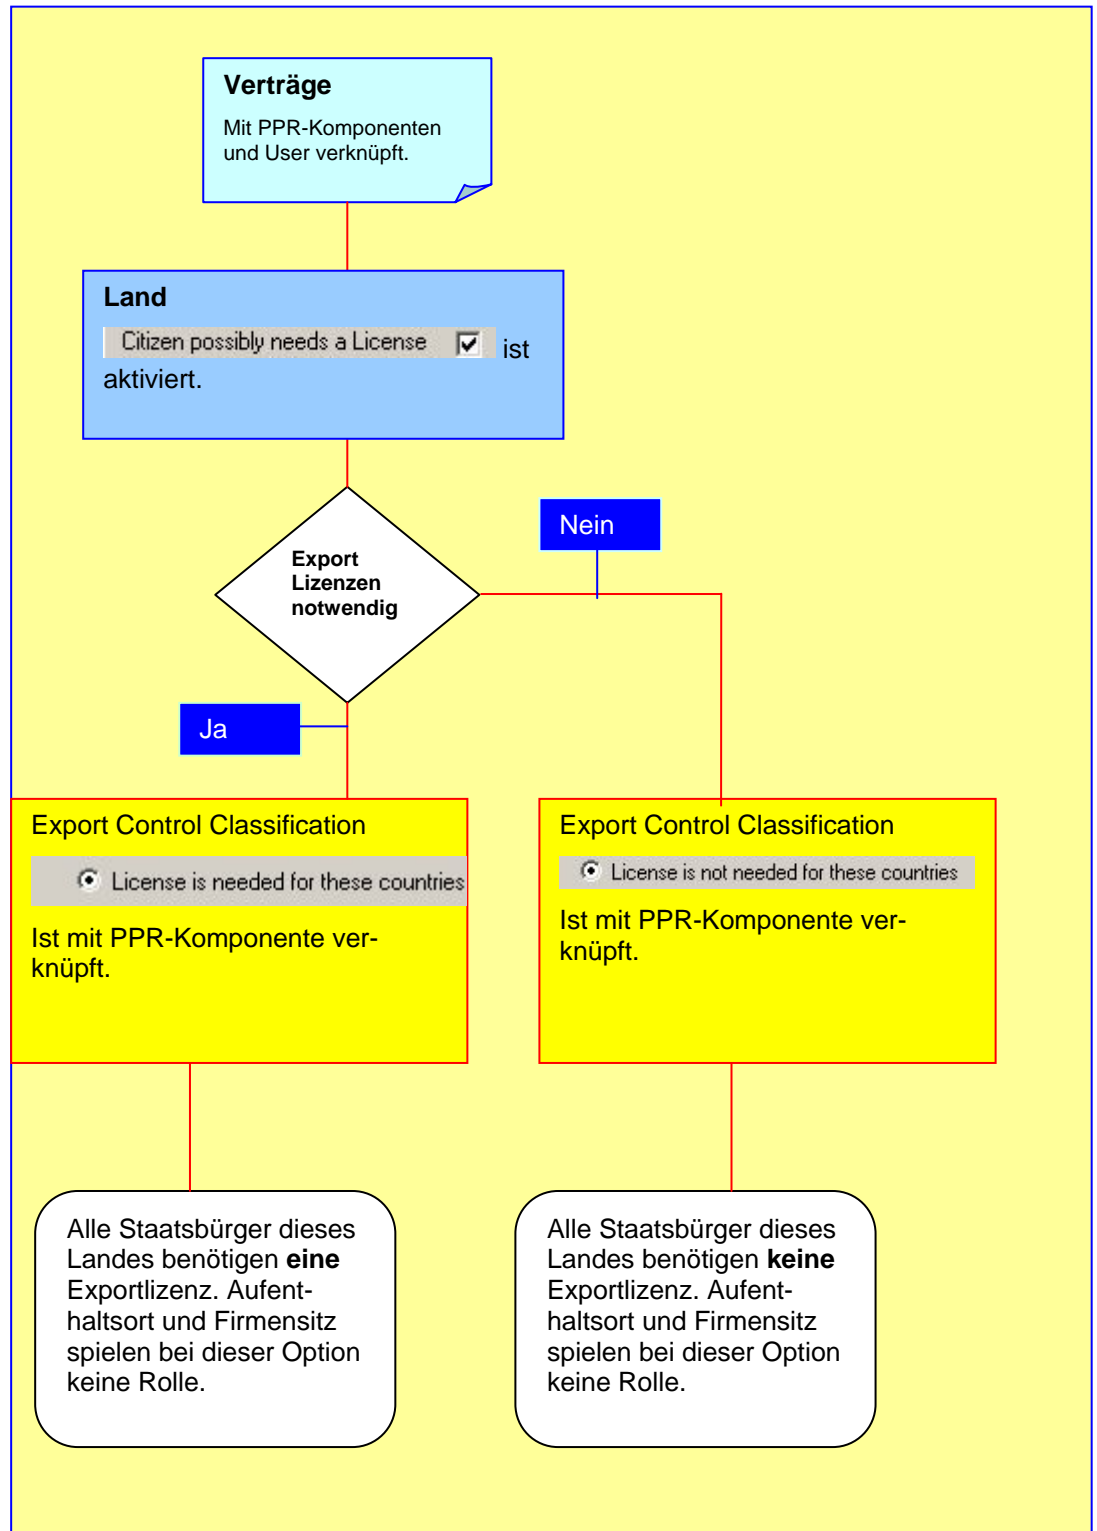 Verträge
Mit PPR-Komponenten
und User verknüpft.
Land
Citizen possibly needs a License ist
aktiviert.
Export
Lizenzen
notwendig
Nein
Ja
Export Control Classification
License is needed for these countries
Ist mit PPR-Komponente ver-
knüpft.
Export Control Classification
License is not needed for these countries
Ist mit PPR-Komponente ver-
knüpft.
Alle Staatsbürger dieses
Landes benötigen eine
Exportlizenz. Aufent-
haltsort und Firmensitz
spielen bei dieser Option
keine Rolle.
Alle Staatsbürger dieses
Landes benötigen keine
Exportlizenz. Aufent-
haltsort und Firmensitz
spielen bei dieser Option
keine Rolle.